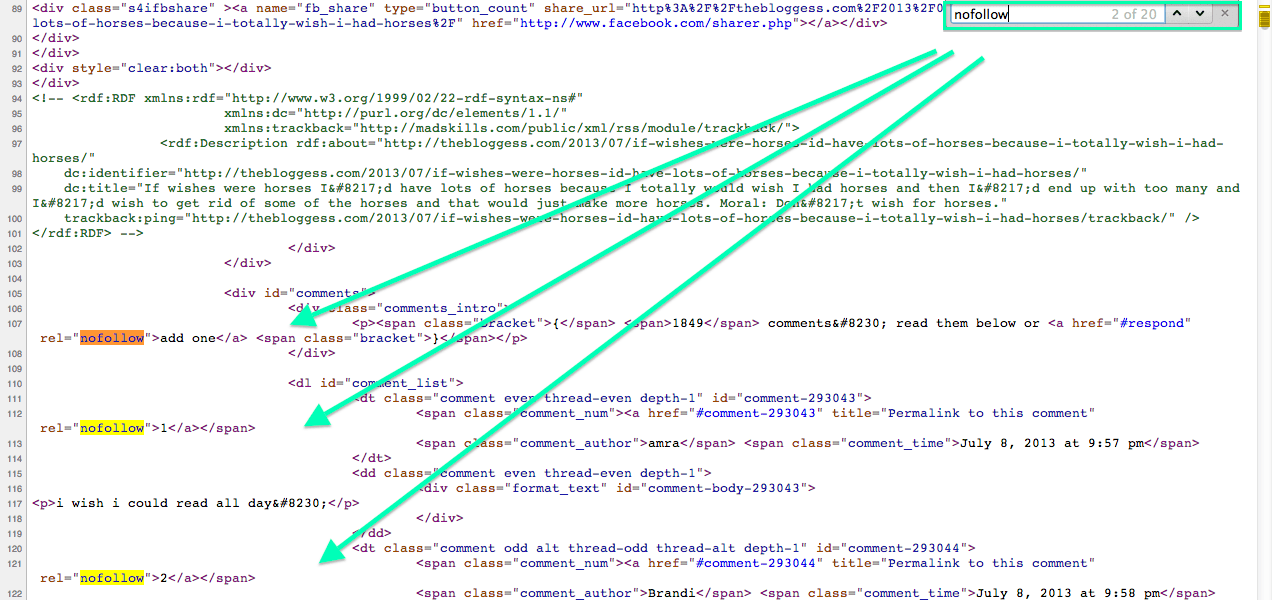 89 <div class="s4ifbshare" ><a name="fb_share" type="button_count" share_url="http%3A%2F%2Fthebloggess.com%2F2013%2F0
lots-of-horses-because-i-totally-wish-i-had-horses%2F" href="http://www.facebook.com/sharer.php"></a></div>
nofollow 2 of 20
90 </div>
91 </div>
92 <div style="clear:both"></div>
93 </div>
94 <!-- <rdf:RDF xmlns:rdf="http://www.w3.org/1999/02/22-rdf-syntax-ns#"
95 xmlns:dc="http://purl.org/dc/elements/1.1/"
96 xmlns:trackback="http://madskills.com/public/xml/rss/module/trackback/">
97 <rdf:Description rdf:about="http://thebloggess.com/2013/07/if-wishes-were-horses-id-have-lots-of-horses-because-i-totally-wish-i-had-
horses/"
98 dc:identifier="http://thebloggess.com/2013/07/if-wishes-were-horses-id-have-lots-of-horses-because-i-totally-wish-i-had-horses/"
99 dc:title="If wishes were horses I&#8217;d have lots of horses because I totally would wish I had horses and then I&#8217;d end up with too many and
I&#8217;d wish to get rid of some of the horses and that would just make more horses. Moral: Don&#8217;t wish for horses."
100 trackback:ping="http://thebloggess.com/2013/07/if-wishes-were-horses-id-have-lots-of-horses-because-i-totally-wish-i-had-horses/trackback/" />
101 </rdf:RDF> -->
102 </div>
103 </div>
104
105 <div id="comments">
106 <div class="comments_intro">
107 <p><span class="bracket">{</span> <span>1849</span> comments&#8230; read them below or <a href="#respond"
rel="nofollow">add one</a> <span class="bracket">}</span></p>
108 </div>
109
110 <dl id="comment_list">
111 <dt class="comment even thread-even depth-1" id="comment-293043">
112 <span class="comment_num"><a href="#comment-293043" title="Permalink to this comment"
rel="nofollow">1</a></span>
113 <span class="comment_author">amra</span> <span class="comment_time">July 8, 2013 at 9:57 pm</span>
114 </dt>
115 <dd class="comment even thread-even depth-1">
116 <div class="format_text" id="comment-body-293043">
117 <p>i wish i could read all day&#8230;</p>
118 </div>
119 </dd>
120 <dt class="comment odd alt thread-odd thread-alt depth-1" id="comment-293044">
121 <span class="comment_num"><a href="#comment-293044" title="Permalink to this comment"
rel="nofollow">2</a></span>
122 <span class="comment_author">Brandi</span> <span class="comment_time">July 8, 2013 at 9:58 pm</span>